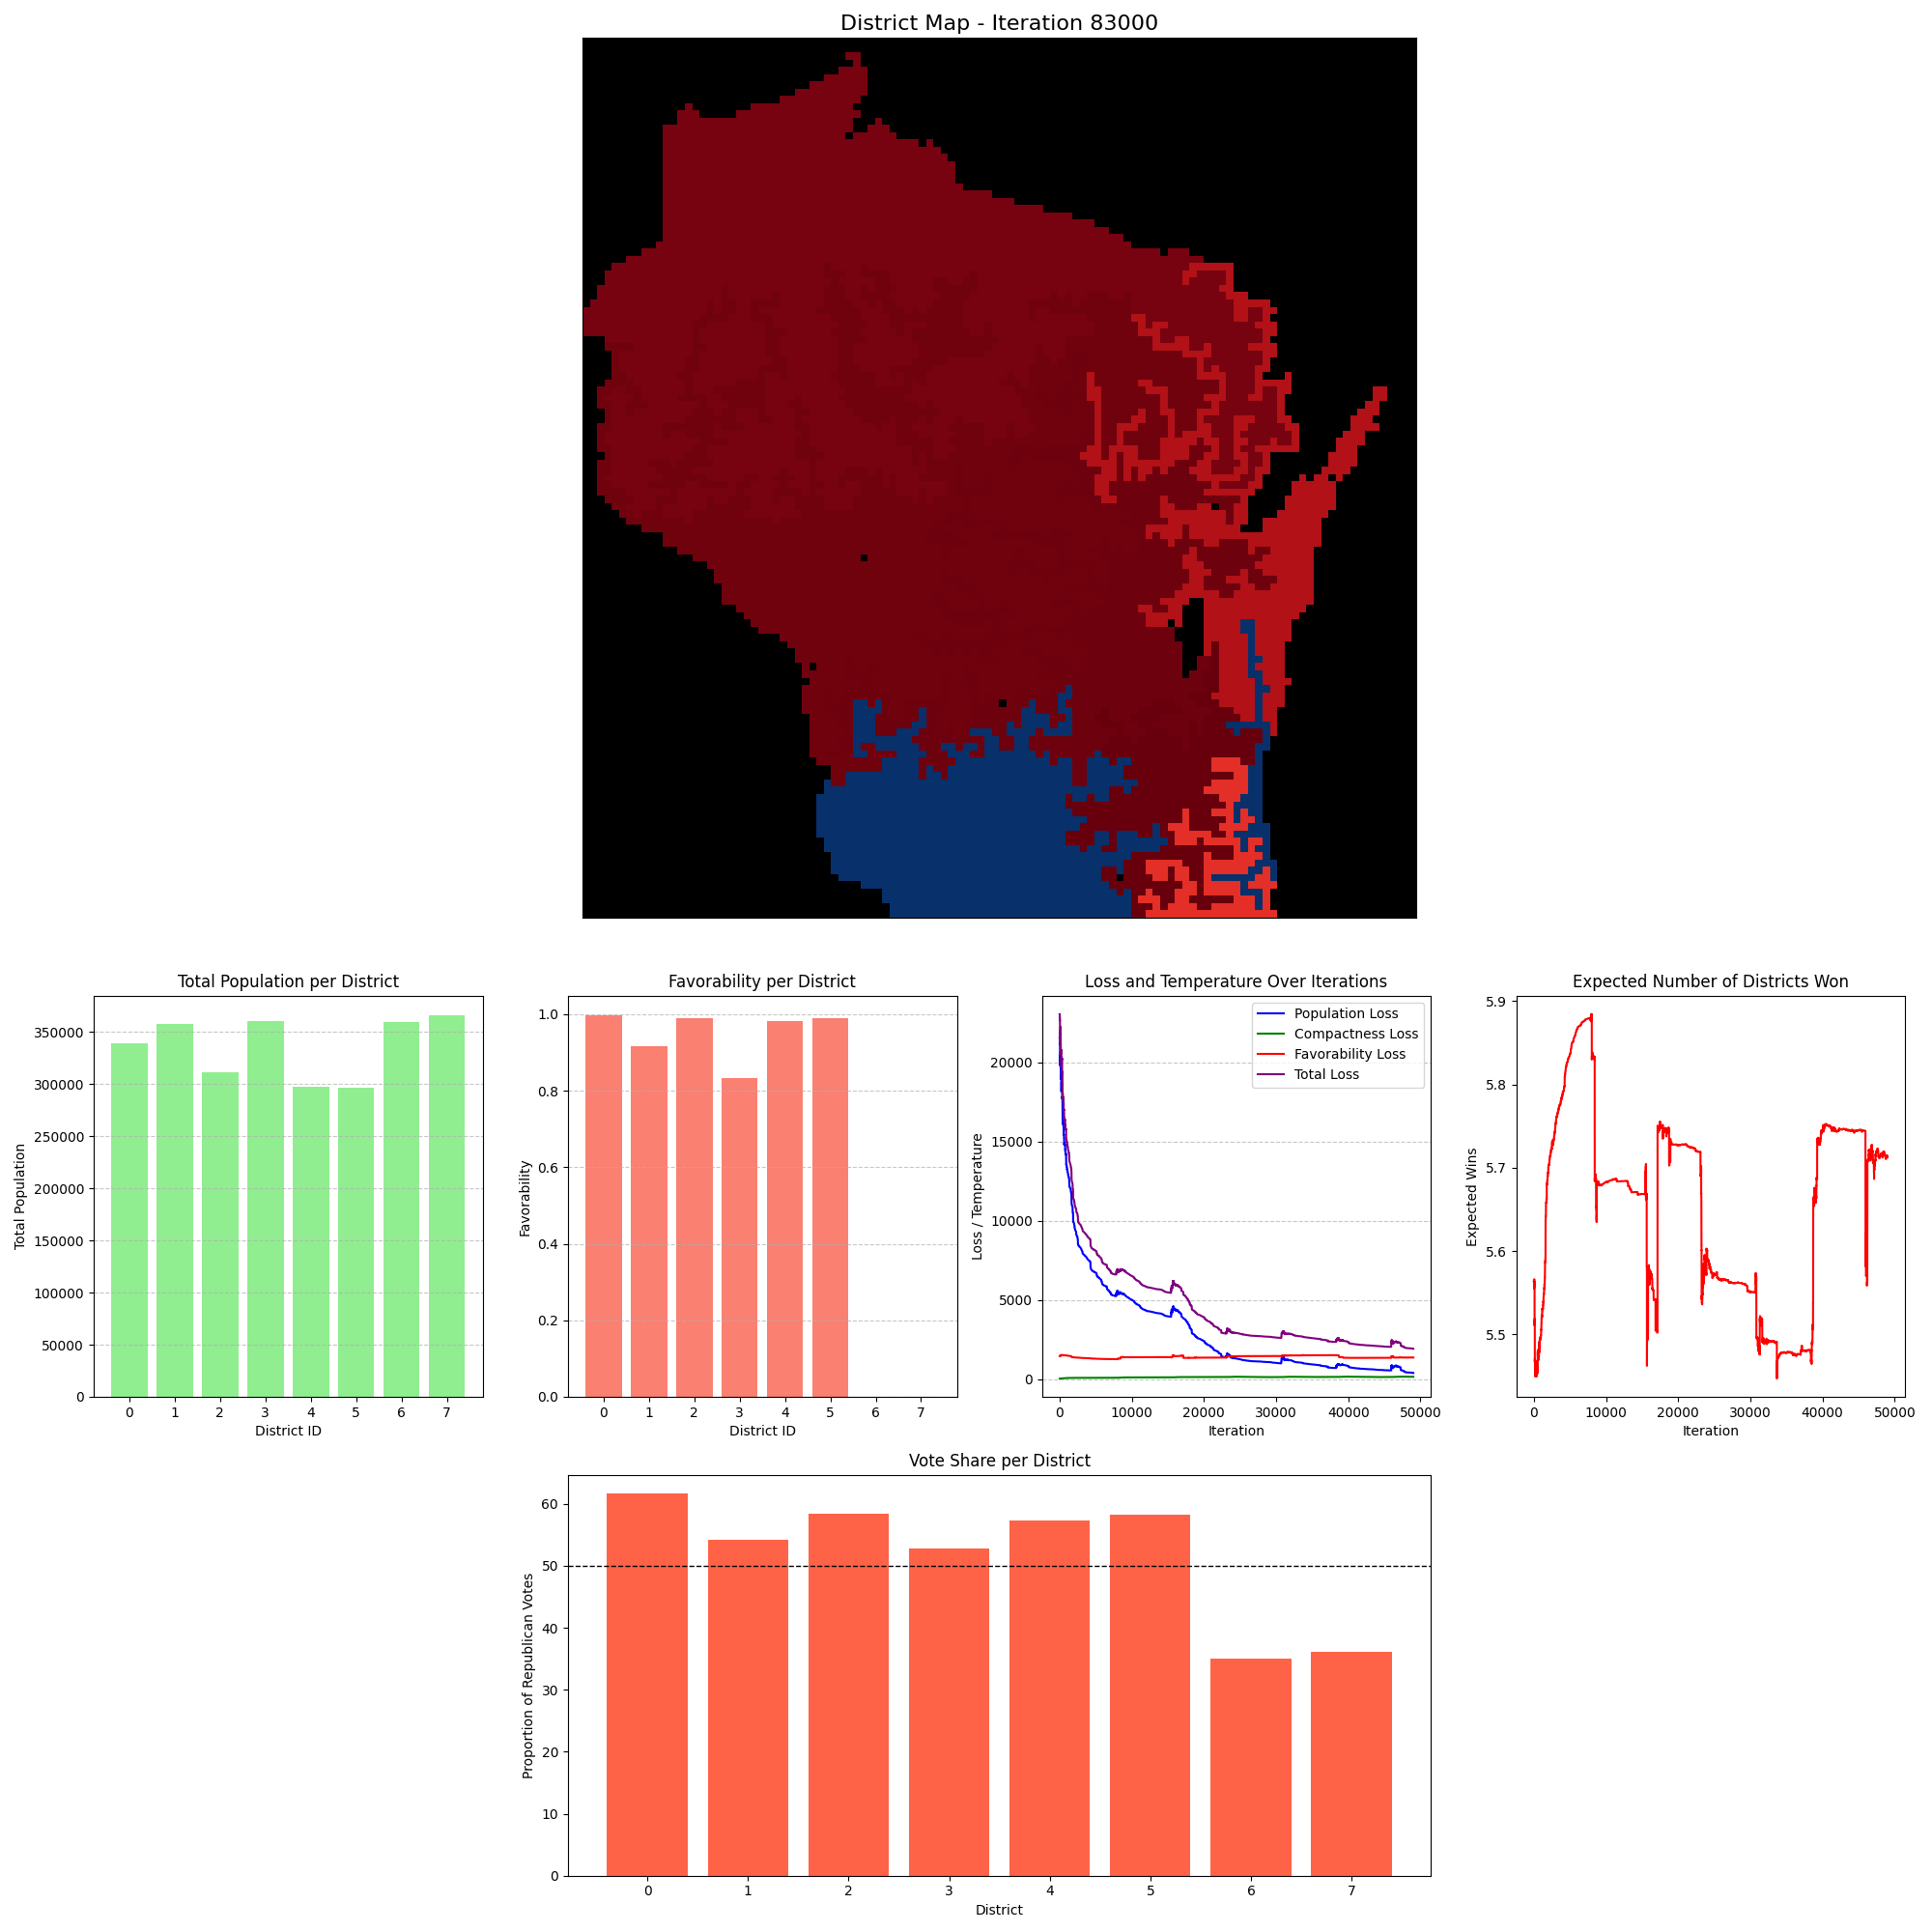 District Map - Iteration 83000
Total Population per District
Total Population
350000
300000
250000
200000
150000
100000
50000
0
0 1 2 3 4 5 6 7
District ID
Favorability per District
Favorability
1.0
0.8
0.6
0.4
0.2
0.0
0 1 2 3 4 5 6 7
District ID
Loss and Temperature Over Iterations
Loss / Temperature
20000
15000
10000
5000
0
Population Loss
Compactness Loss
Favorability Loss
Total Loss
0 10000 20000 30000 40000 50000
Iteration
Expected Number of Districts Won
Expected Wins
5.9
5.8
5.7
5.6
5.5
0 10000 20000 30000 40000 50000
Iteration
Vote Share per District
Proportion of Republican Votes
60
50
40
30
20
10
0
0 1 2 3 4 5 6 7
District